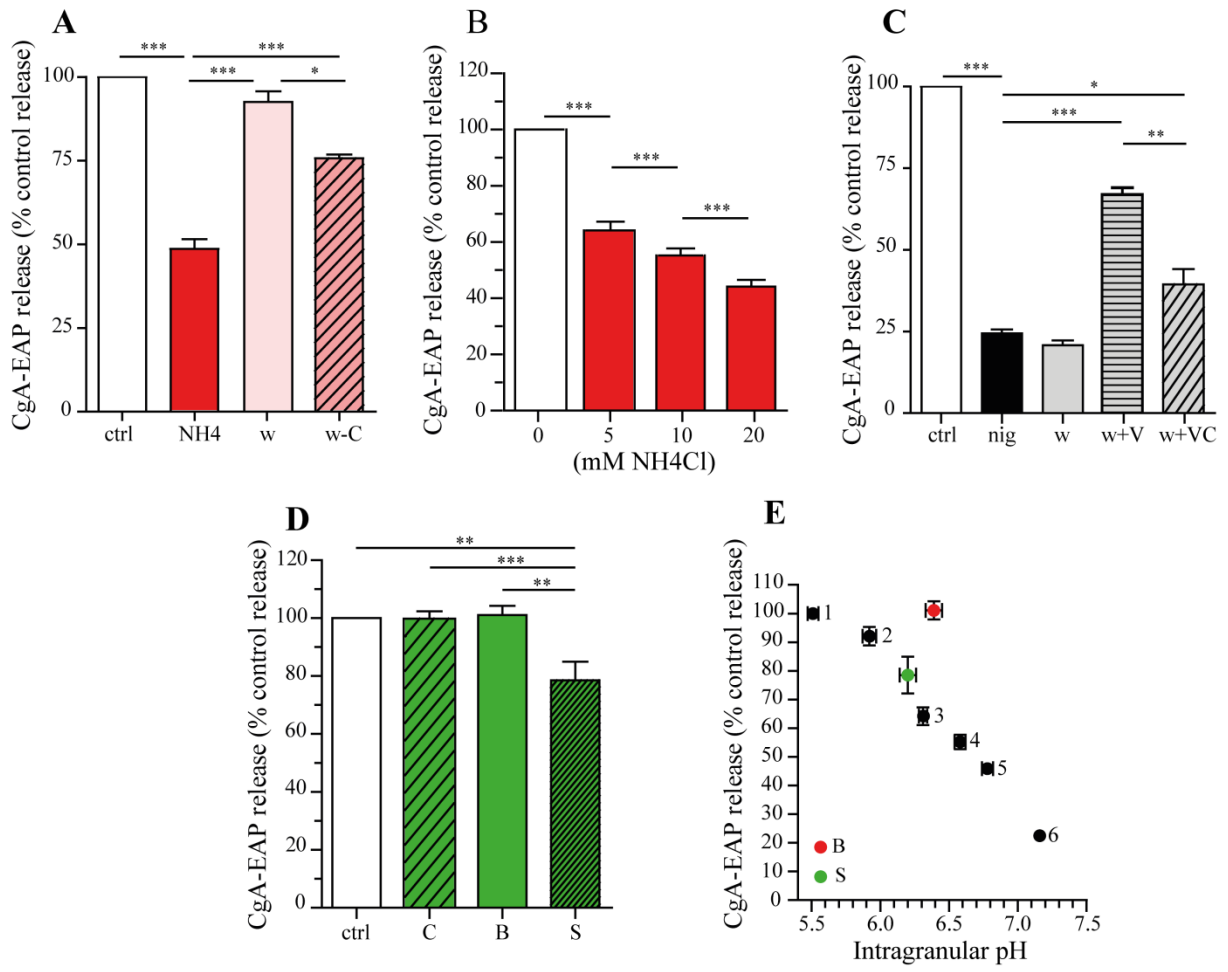 A
CgA-EAP release (% control release)
***
***
***
*
100
75
50
25
0
ctrl NH4 w w-C
B
CgA-EAP release (% control release)
***
***
***
120
100
80
60
40
20
0
0 5 10 20
(mM NH4Cl)
C
CgA-EAP release (% control release)
***
*
***
**
100
75
50
25
0
ctrl nig w w+V w+VC
D
CgA-EAP release (% control release)
**
***
**
120
100
80
60
40
20
0
ctrl C B S
E
CgA-EAP release (% control release)
110
100
90
80
70
60
50
40
30
20
10
0
1
2
3
4
5
6
B
S
5.5 6.0 6.5 7.0 7.5
Intragranular pH